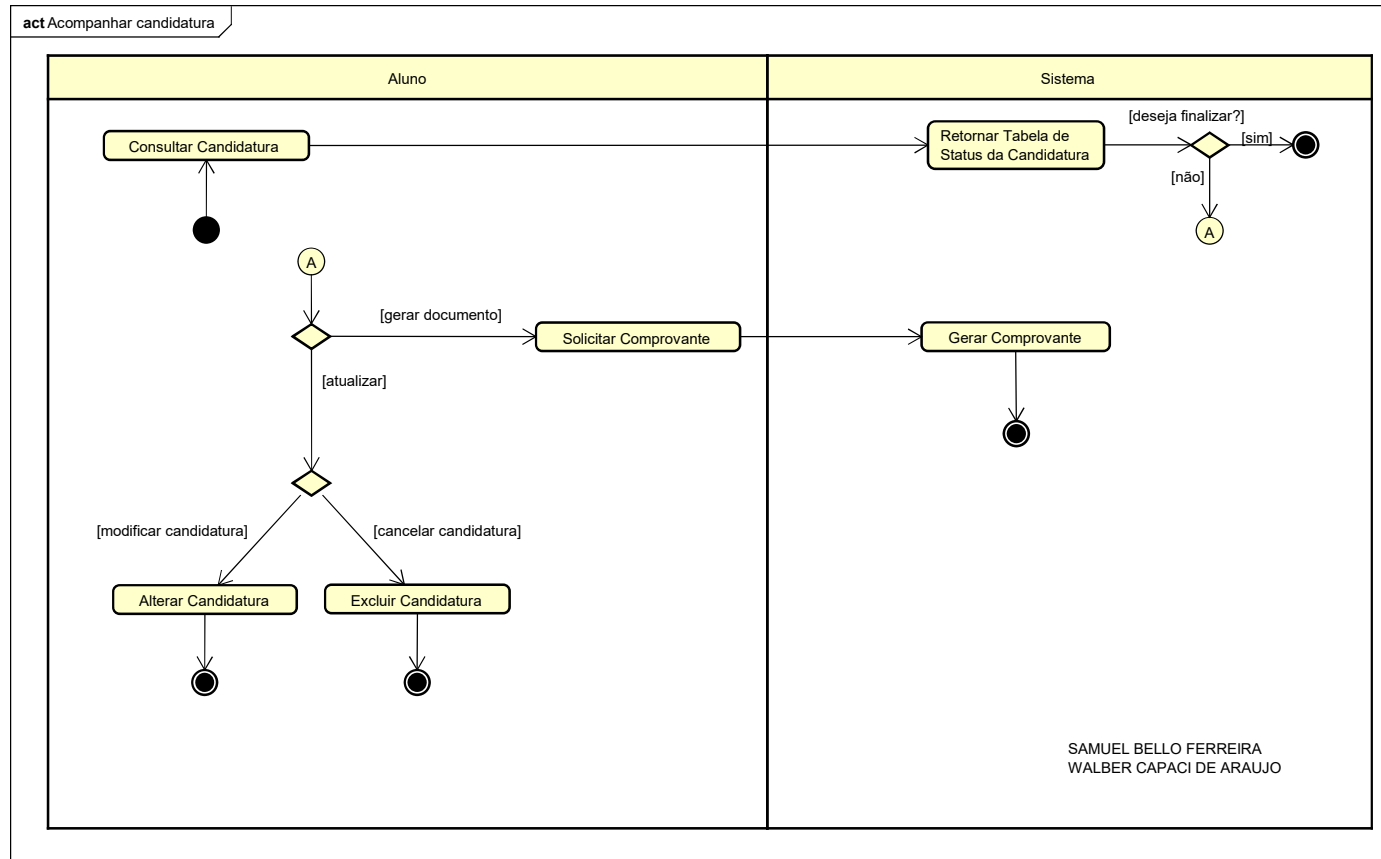 act Acompanhar candidatura
Aluno
Sistema
[deseja finalizar?]
Consultar Candidatura
Retornar Tabela de
Status da Candidatura
[sim]
[não]
A
A
[gerar documento]
Solicitar Comprovante
Gerar Comprovante
[atualizar]
[modificar candidatura]
[cancelar candidatura]
Alterar Candidatura
Excluir Candidatura
SAMUEL BELLO FERREIRA
WALBER CAPACI DE ARAUJO